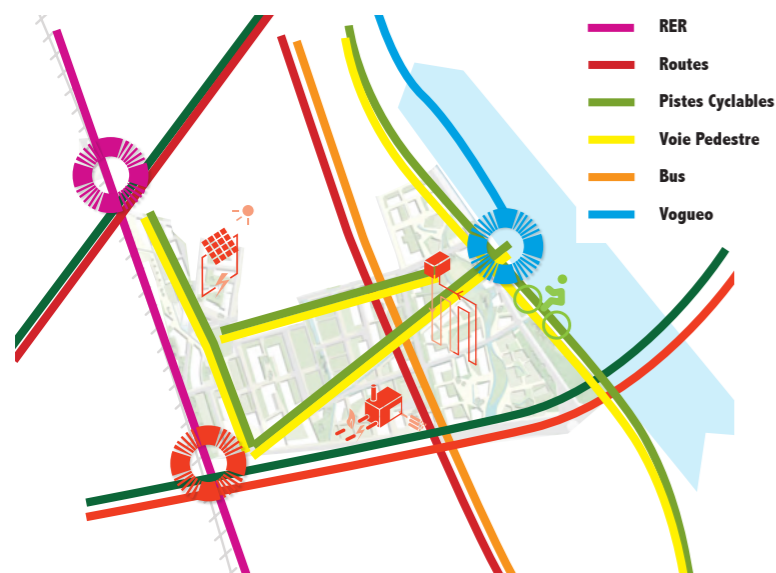 RER
Routes
Pistes Cyclables
Voie Pedestre
Bus
Vogueo